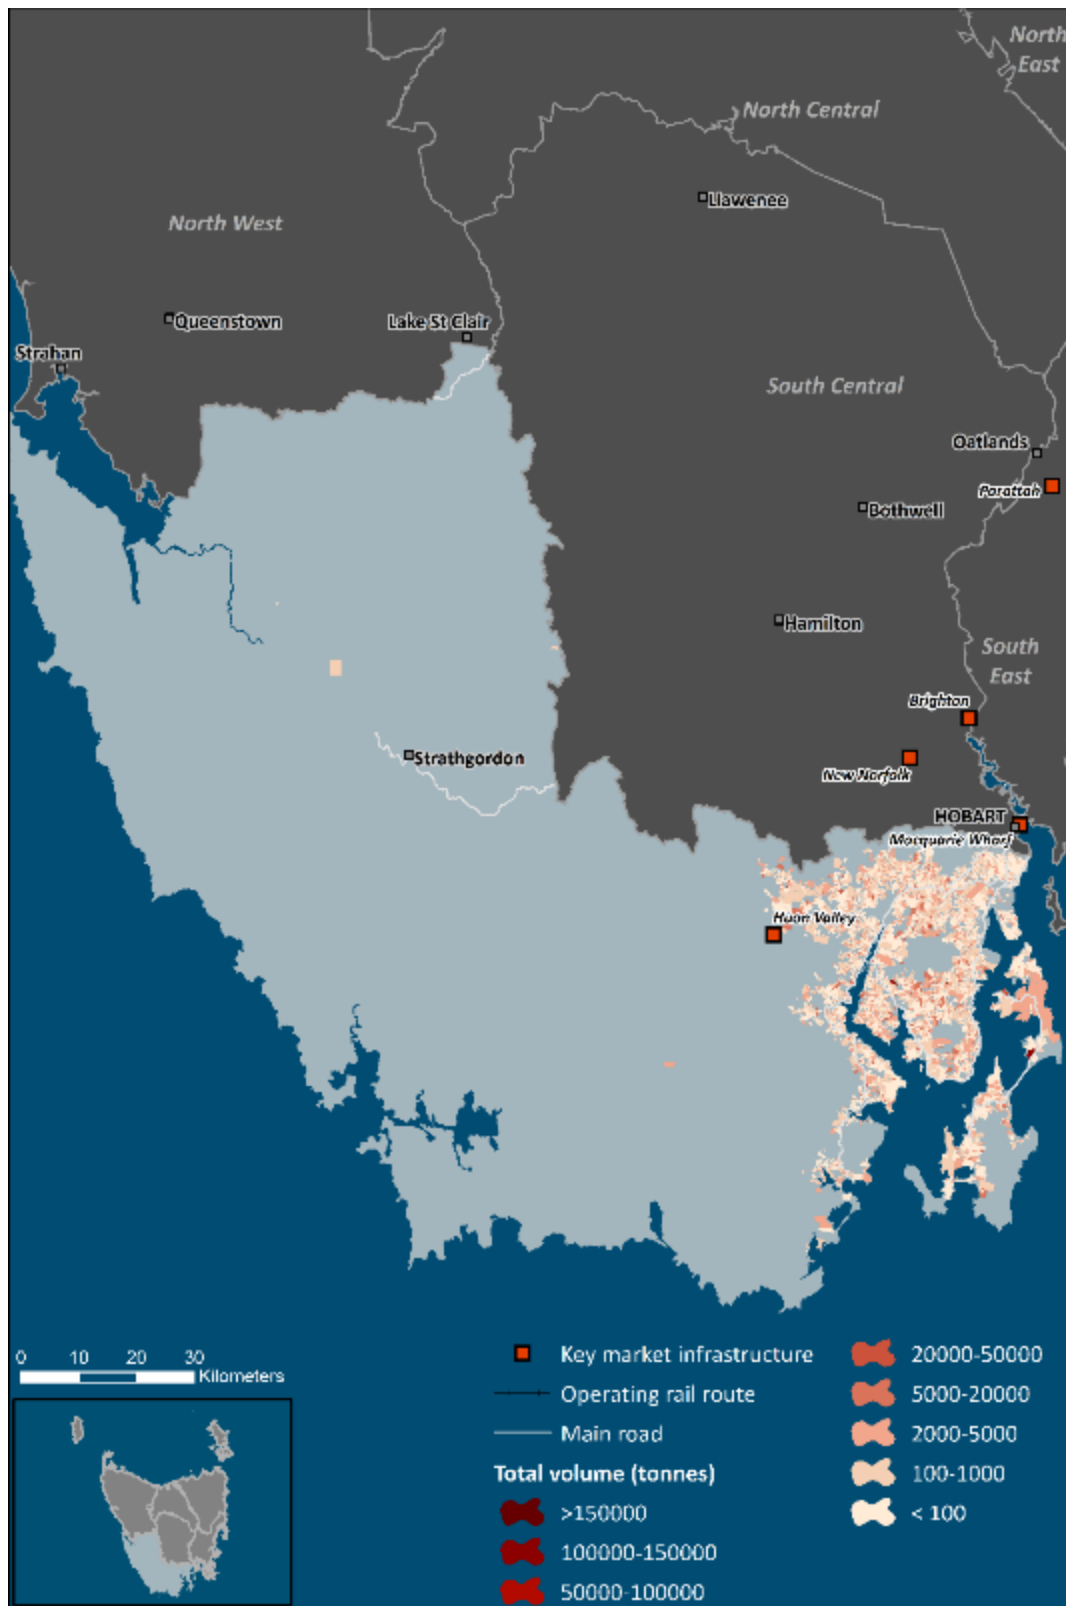 North
East
North Central
Llawenee
North West
Queenstown
Lake St Clair
Strahan
South Central
Oatlands
Parattah
Bothwell
Hamilton
South
East
Brighton
Strathgordon
New Norfolk
HOBART
Macquarie Wharf
Huon Valley
0 10 20 30
Kilometers
Key market infrastructure
Operating rail route
Main road
Total volume (tonnes)
>150000
100000-150000
50000-100000
20000-50000
5000-20000
2000-5000
100-1000
< 100